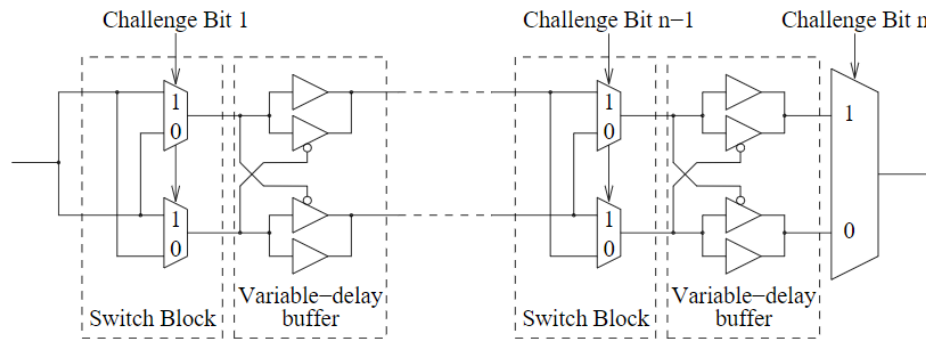 Challenge Bit 1
Challenge Bit n−1
Challenge Bit n
1
0
1
0
1
0
1
0
1
0
Switch Block
Variable−delay
buffer
Switch Block
Variable−delay
buffer